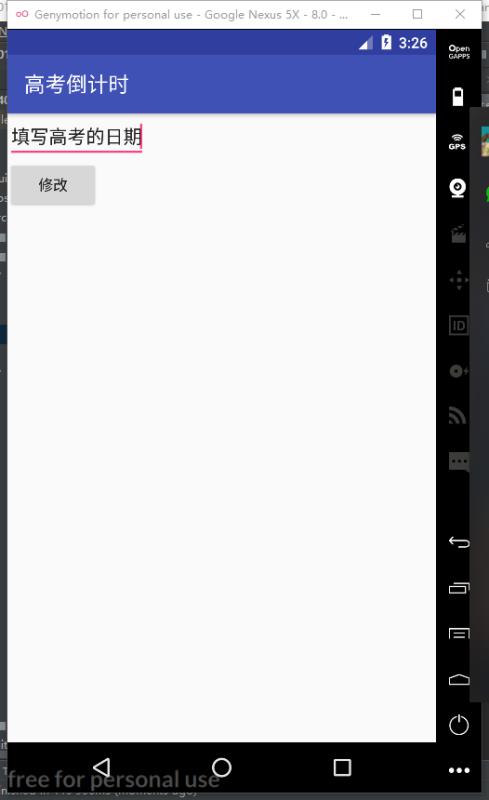 Genymotion for personal use - Google Nexus 5X - 8.0 - ...
3:26
Open
GAPPS
高考倒计时
填写高考的日期
修改
GPS
ID
free for personal use